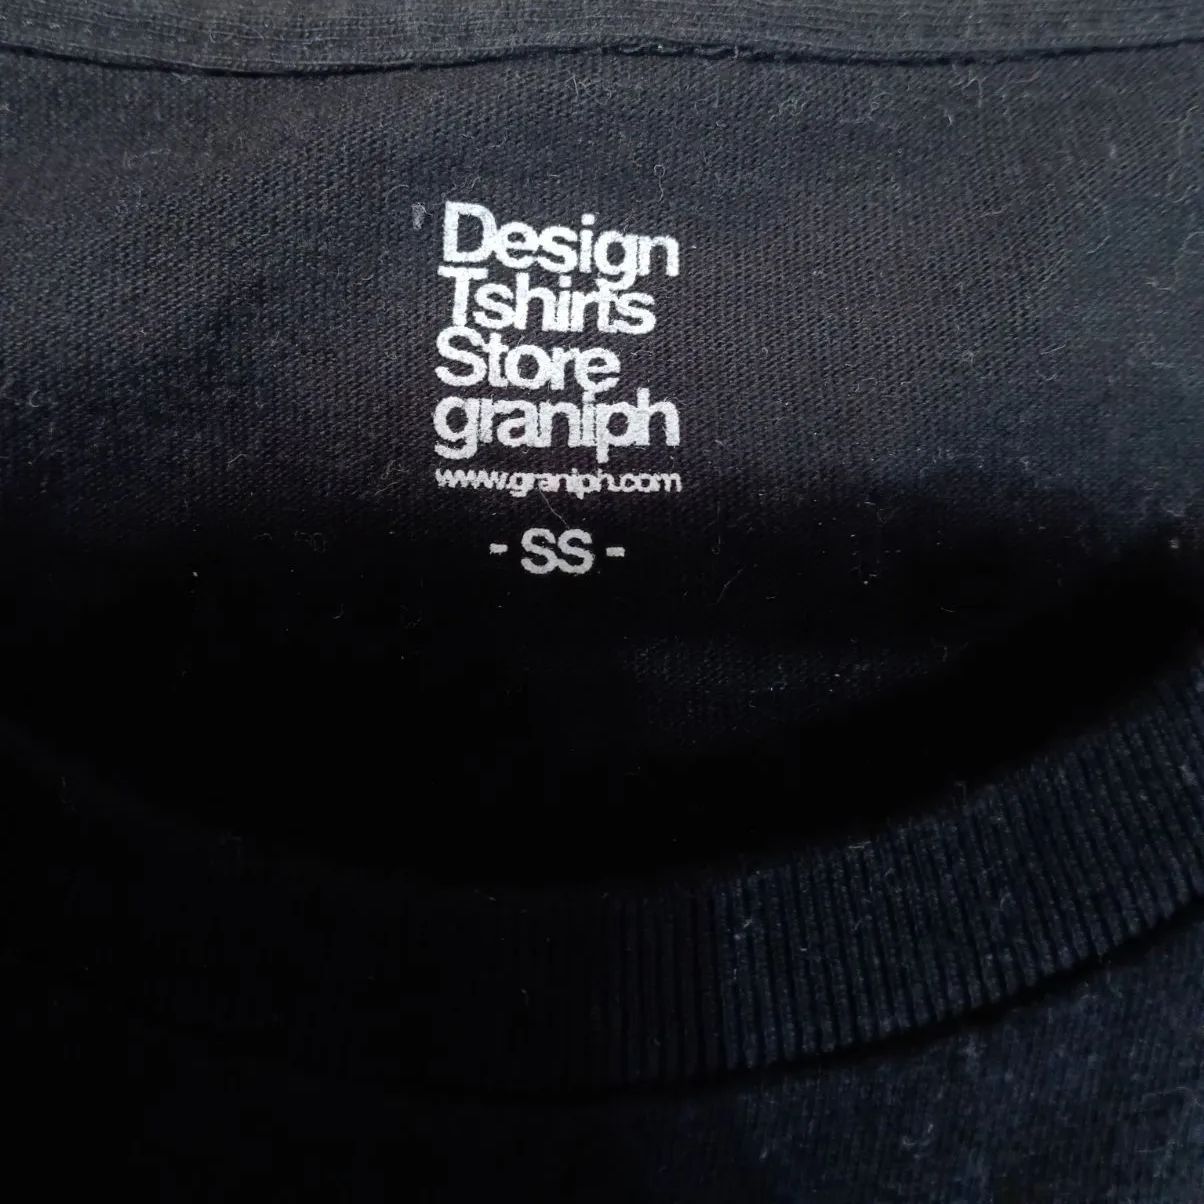 Design
Tshirts
Store
graniph
www.graniph.com
- SS -